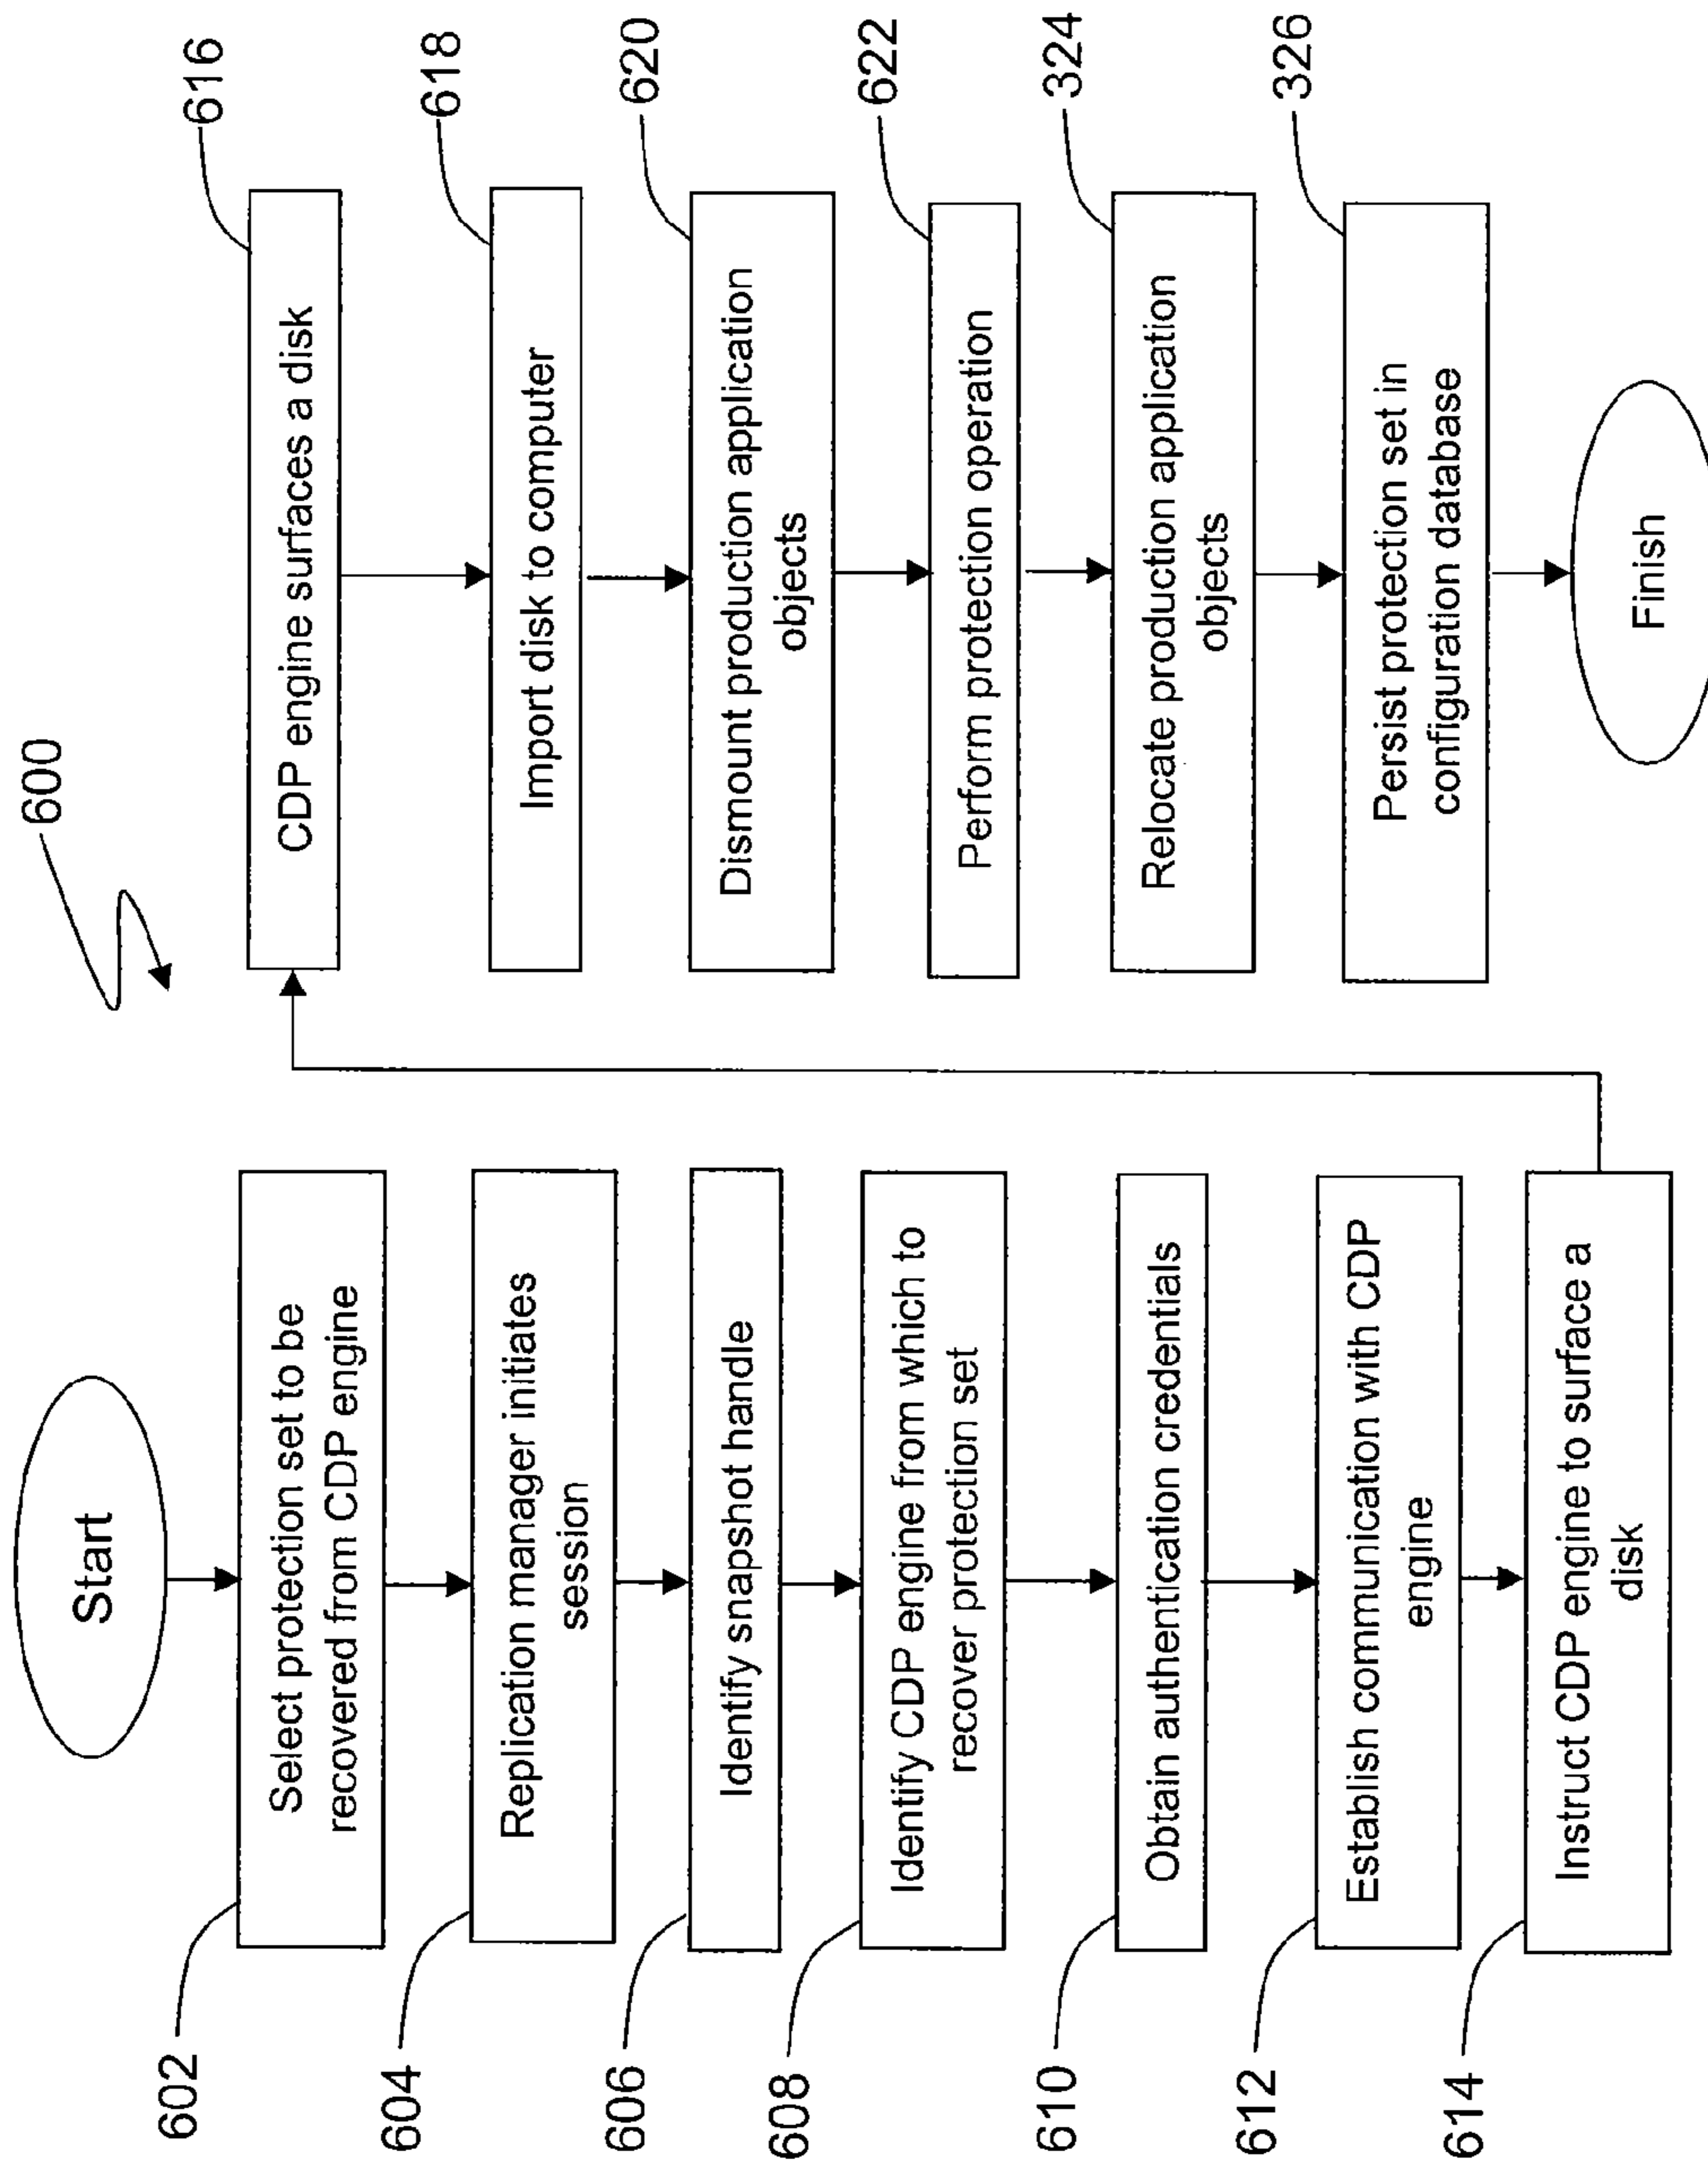 600
Start
602
Select protection set to be
recovered from CDP engine
604
Replication manager initiates
session
606
Identify snapshot handle
608
Identify CDP engine from which to
recover protection set
610
Obtain authentication credentials
612
Establish communication with CDP
engine
614
Instruct CDP engine to surface a
disk
616
CDP engine surfaces a disk
618
Import disk to computer
620
Dismount production application
objects
622
Perform protection operation
324
Relocate production application
objects
326
Persist protection set in
configuration database
Finish